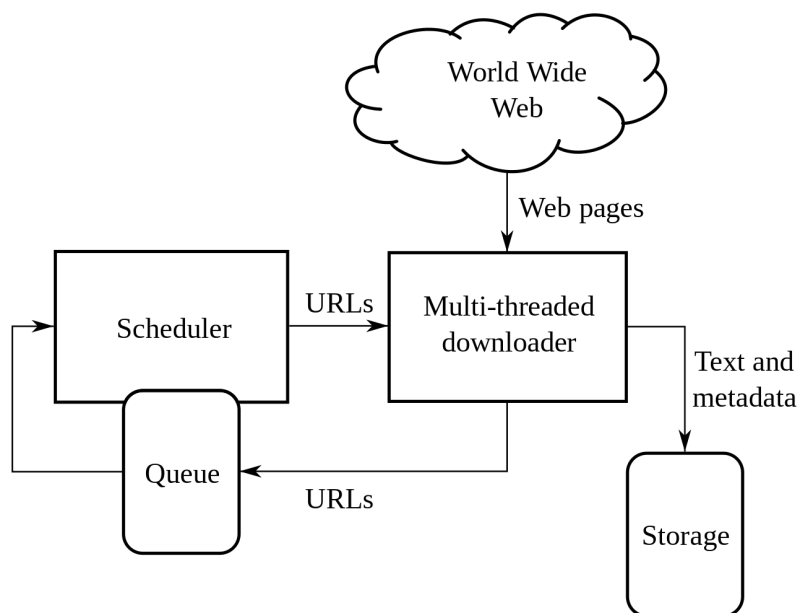 World Wide
Web
Web pages
URLs
Scheduler
Multi-threaded
downloader
Text and
metadata
Queue
URLs
Storage